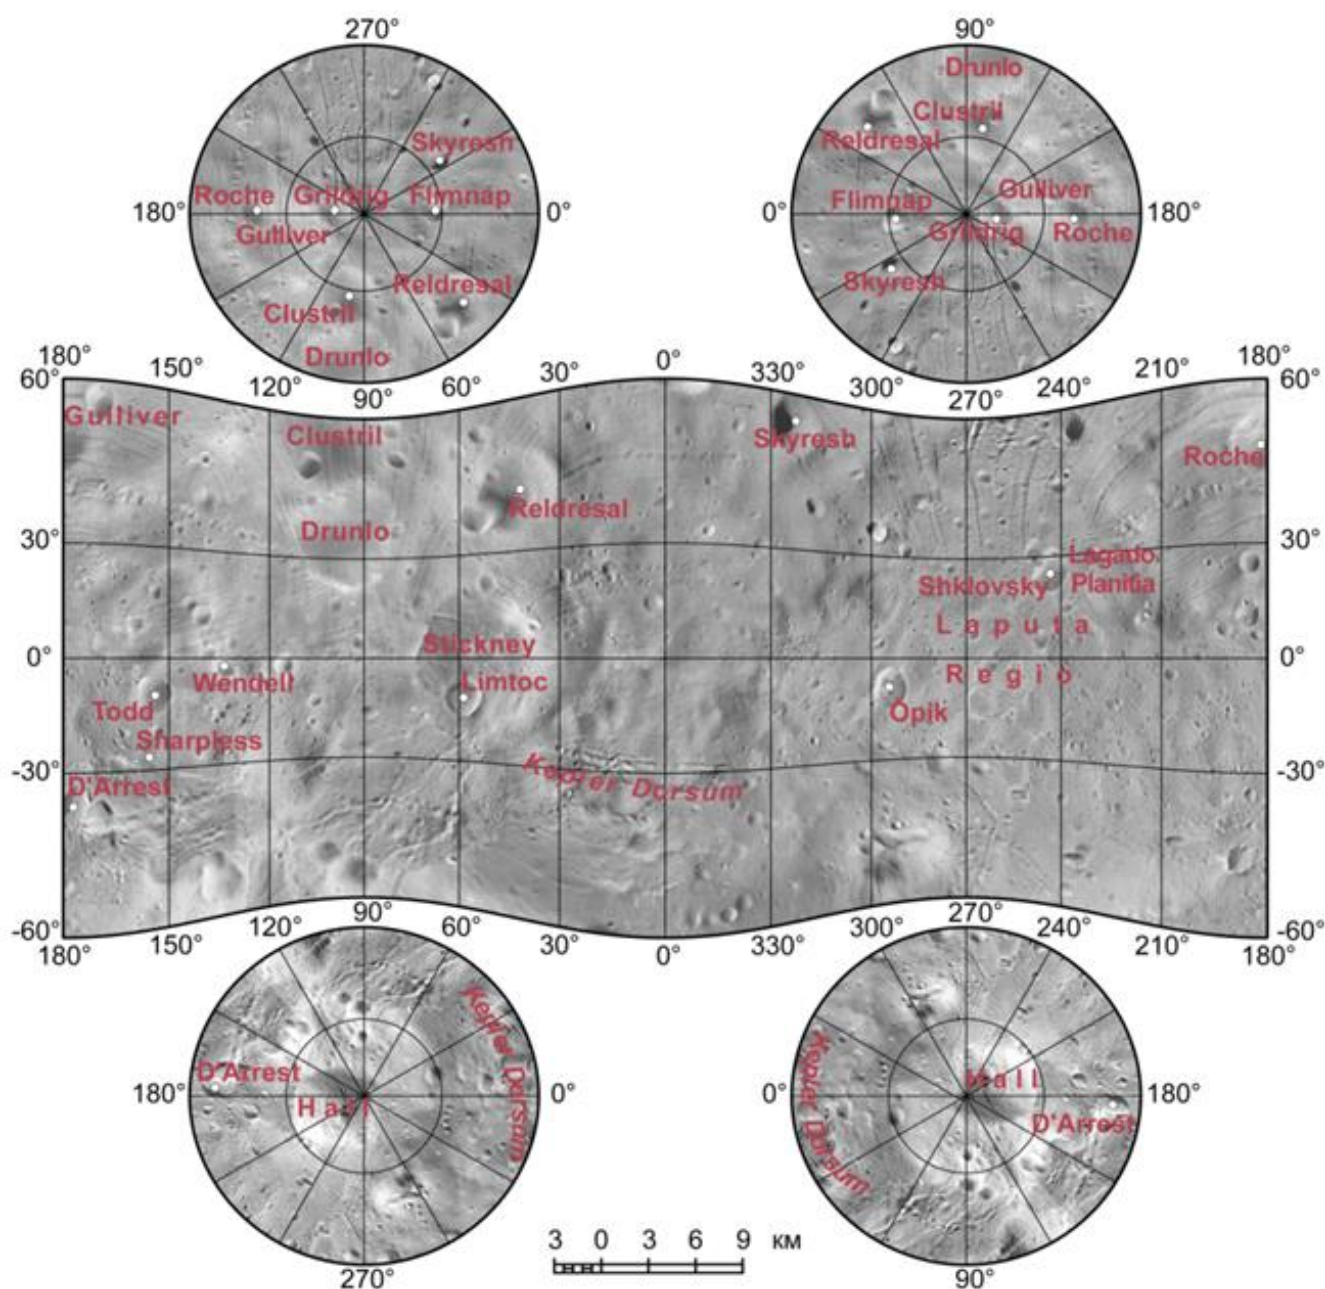 270° 90°
Skyresh
Roche Grildrig Flimnap
180° 0°
Gulliver
Reldresal
Clustril
Drunlo
Drunlo
Clustril
Reldresal
Flimnap Gulliver
0° 180°
Grildrig Roche
Skyresh
180° 150° 120° 90° 60° 30° 0° 330° 300° 270° 240° 210° 180°
60° 60°
Gulliver Clustril Skyresh Roche
Reldresal
Drunlo
30° 30°
Lagado
Shklovsky Planitia
Laputa
Stickney
0° 0°
Wendell Limtoc Regio
Todd Öpik
Sharpless
-30° Kepler Dorsum -30°
D'Arrest
-60° -60°
180° 150° 120° 90° 60° 30° 0° 330° 300° 270° 240° 210° 180°
Kepler Dorsum
D'Arrest
180° 0°
Hall
270°
Kepler Dorsum
Hall
0° 180°
D'Arrest
90°
3 0 3 6 9 км